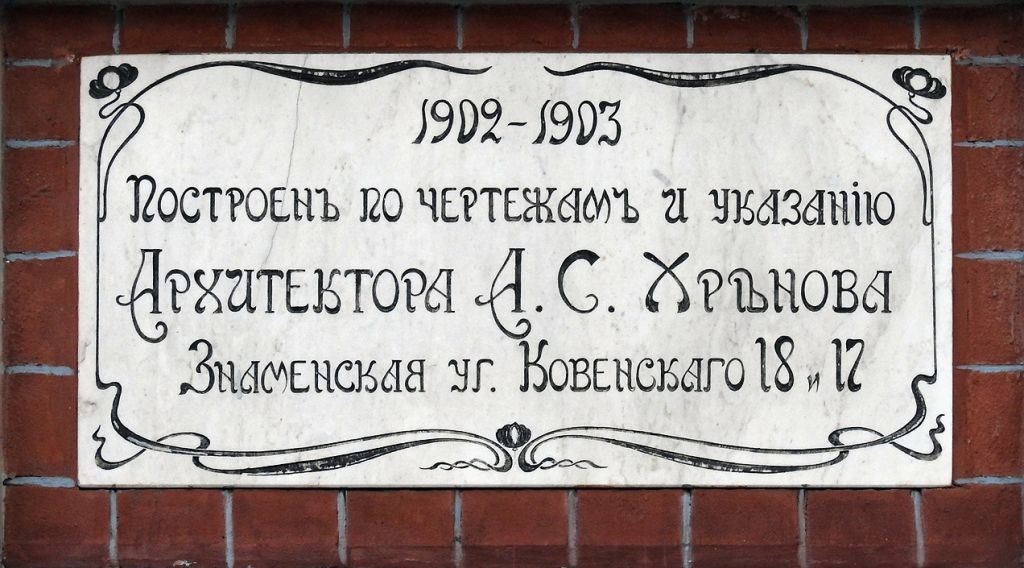 1902-1903
Построенъ по чертежамъ и указанію
Архитектора А. С. Хрѣнова
Знаменская уг. Ковенскаго 18 и 17